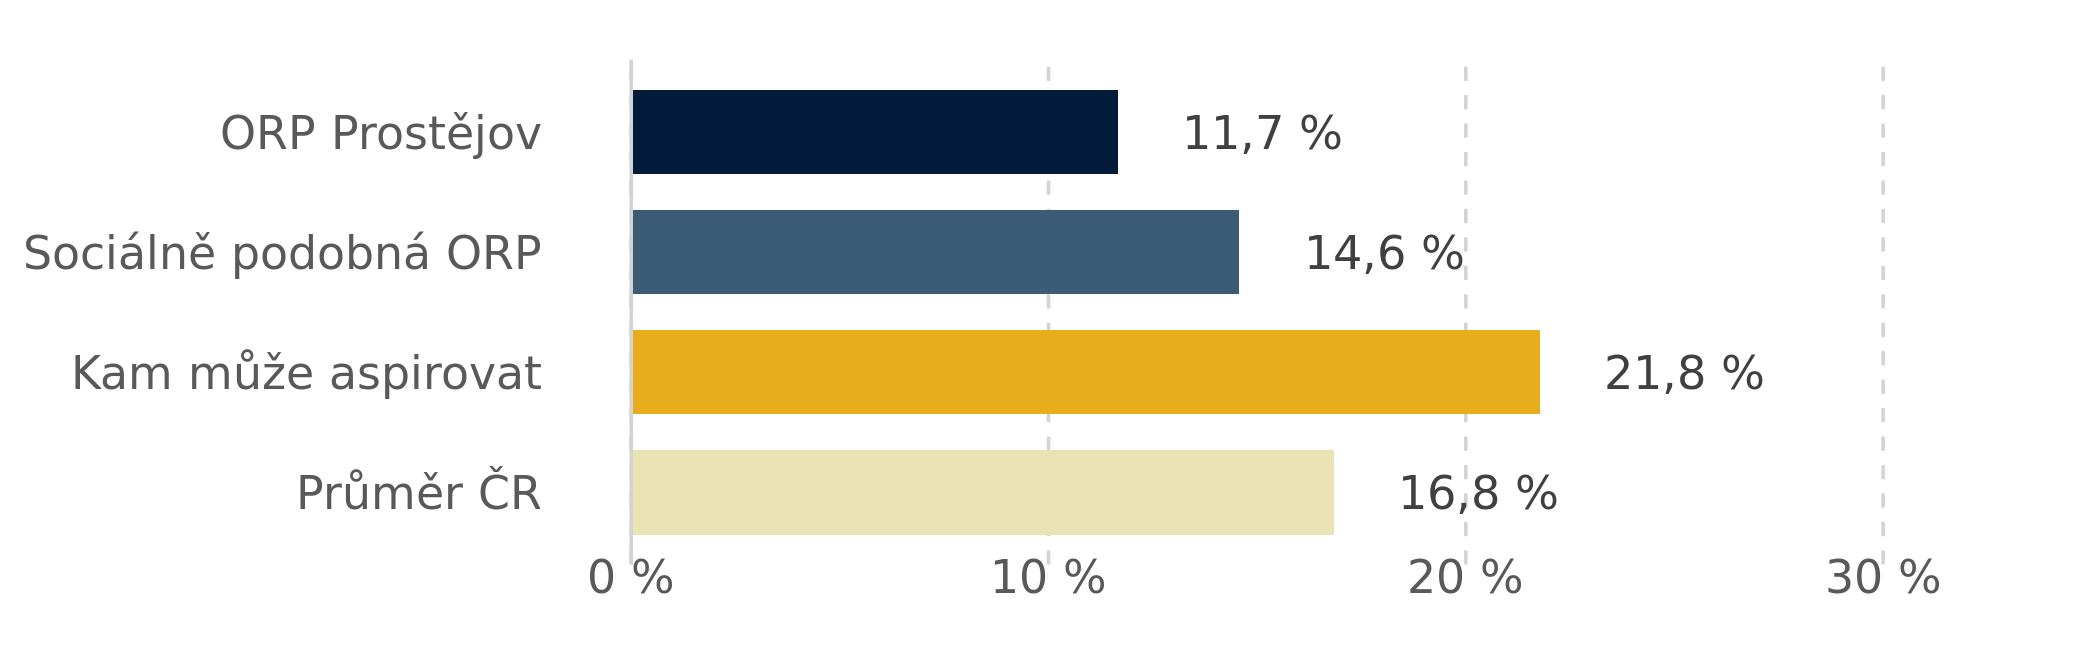 ORP Prostějov
11,7 %
Sociálně podobná ORP
14,6 %
Kam může aspirovat
21,8 %
Průměr ČR
16,8 %
0 %
10 %
20 %
30 %